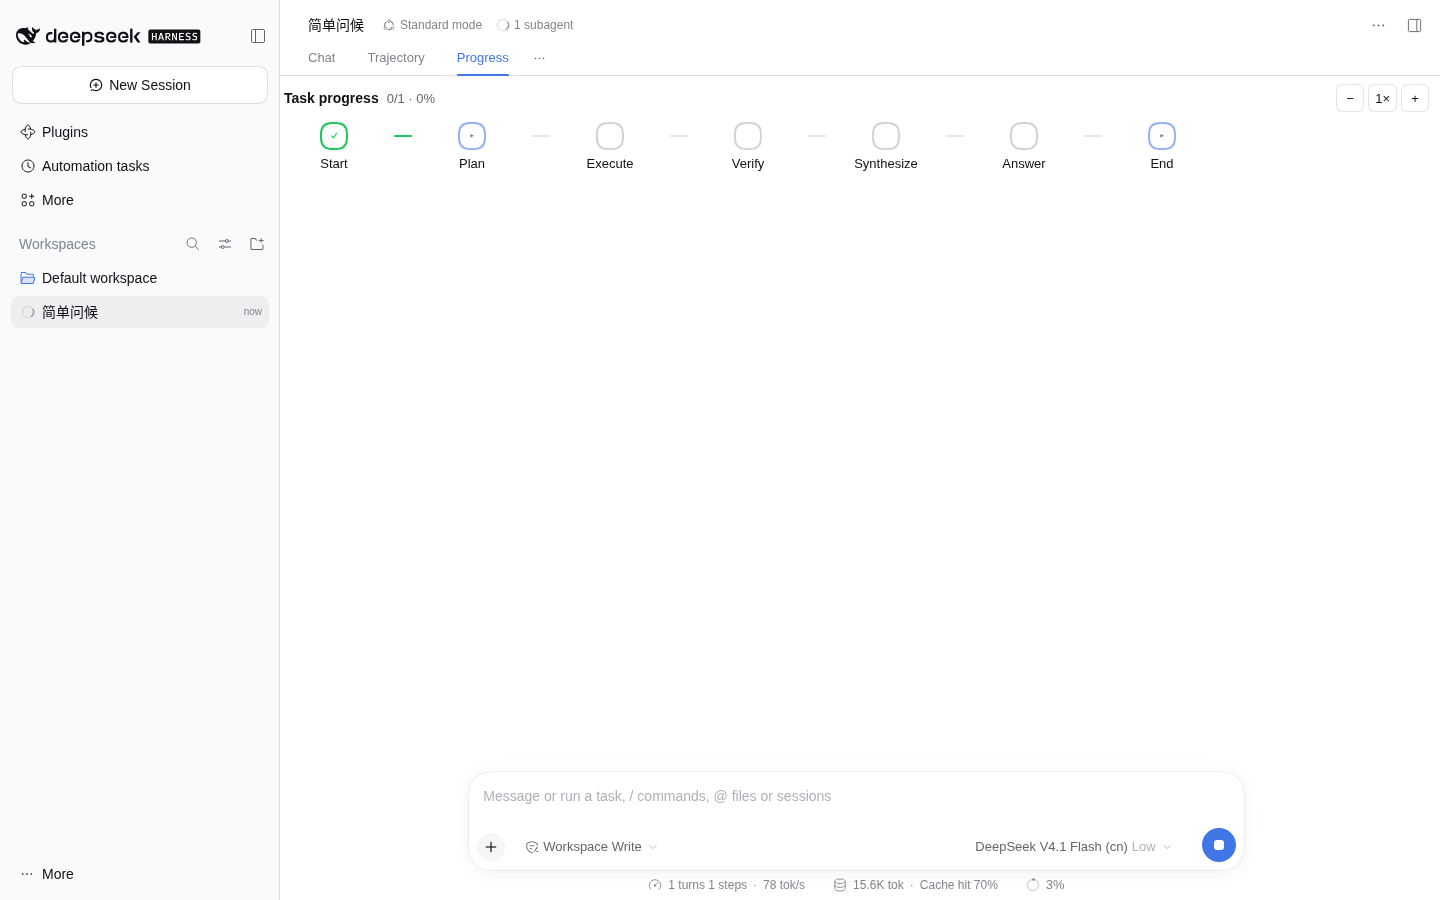 deepseek HARNESS
New Session
Plugins
Automation tasks
More
Workspaces
Default workspace
简单问候 now
More
简单问候 Standard mode 1 subagent
Chat Trajectory Progress
Task progress 0/1 · 0%
− 1× +
Start Plan Execute Verify Synthesize Answer End
Message or run a task, / commands, @ files or sessions
Workspace Write DeepSeek V4.1 Flash (cn) Low
1 turns 1 steps · 78 tok/s 15.6K tok · Cache hit 70% 3%